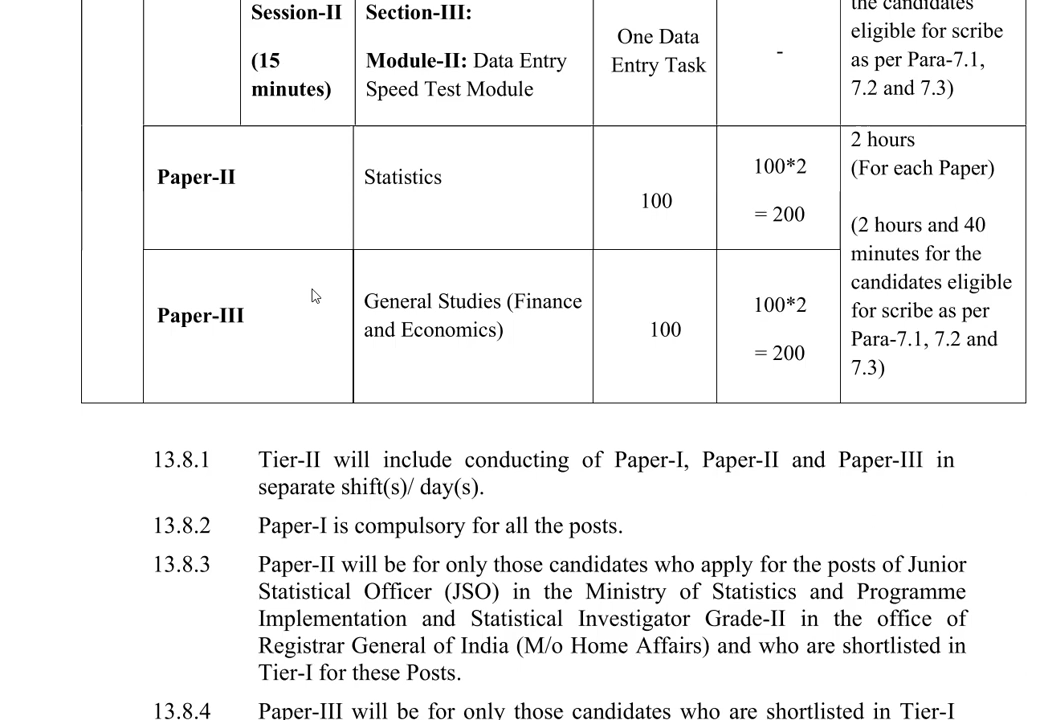 the candidates
Session-II
Section-III:
eligible for scribe
One Data
as per Para-7.1,
(15
Module-II: Data Entry
-
Entry Task
minutes)
Speed Test Module
7.2 and 7.3)
2 hours
Paper-II
Statistics
100*2
(For each Paper)
100
= 200
(2 hours and 40
minutes for the
candidates eligible
Paper-III
General Studies (Finance
100*2
for scribe as per
and Economics)
100
Para-7.1, 7.2 and
= 200
7.3)
13.8.1 Tier-II will include conducting of Paper-I, Paper-II and Paper-III in
separate shift(s)/ day(s).
13.8.2 Paper-I is compulsory for all the posts.
13.8.3 Paper-II will be for only those candidates who apply for the posts of Junior
Statistical Officer (JSO) in the Ministry of Statistics and Programme
Implementation and Statistical Investigator Grade-II in the office of
Registrar General of India (M/o Home Affairs) and who are shortlisted in
Tier-I for these Posts.
13.8.4 Paper-III will be for only those candidates who are shortlisted in Tier-I